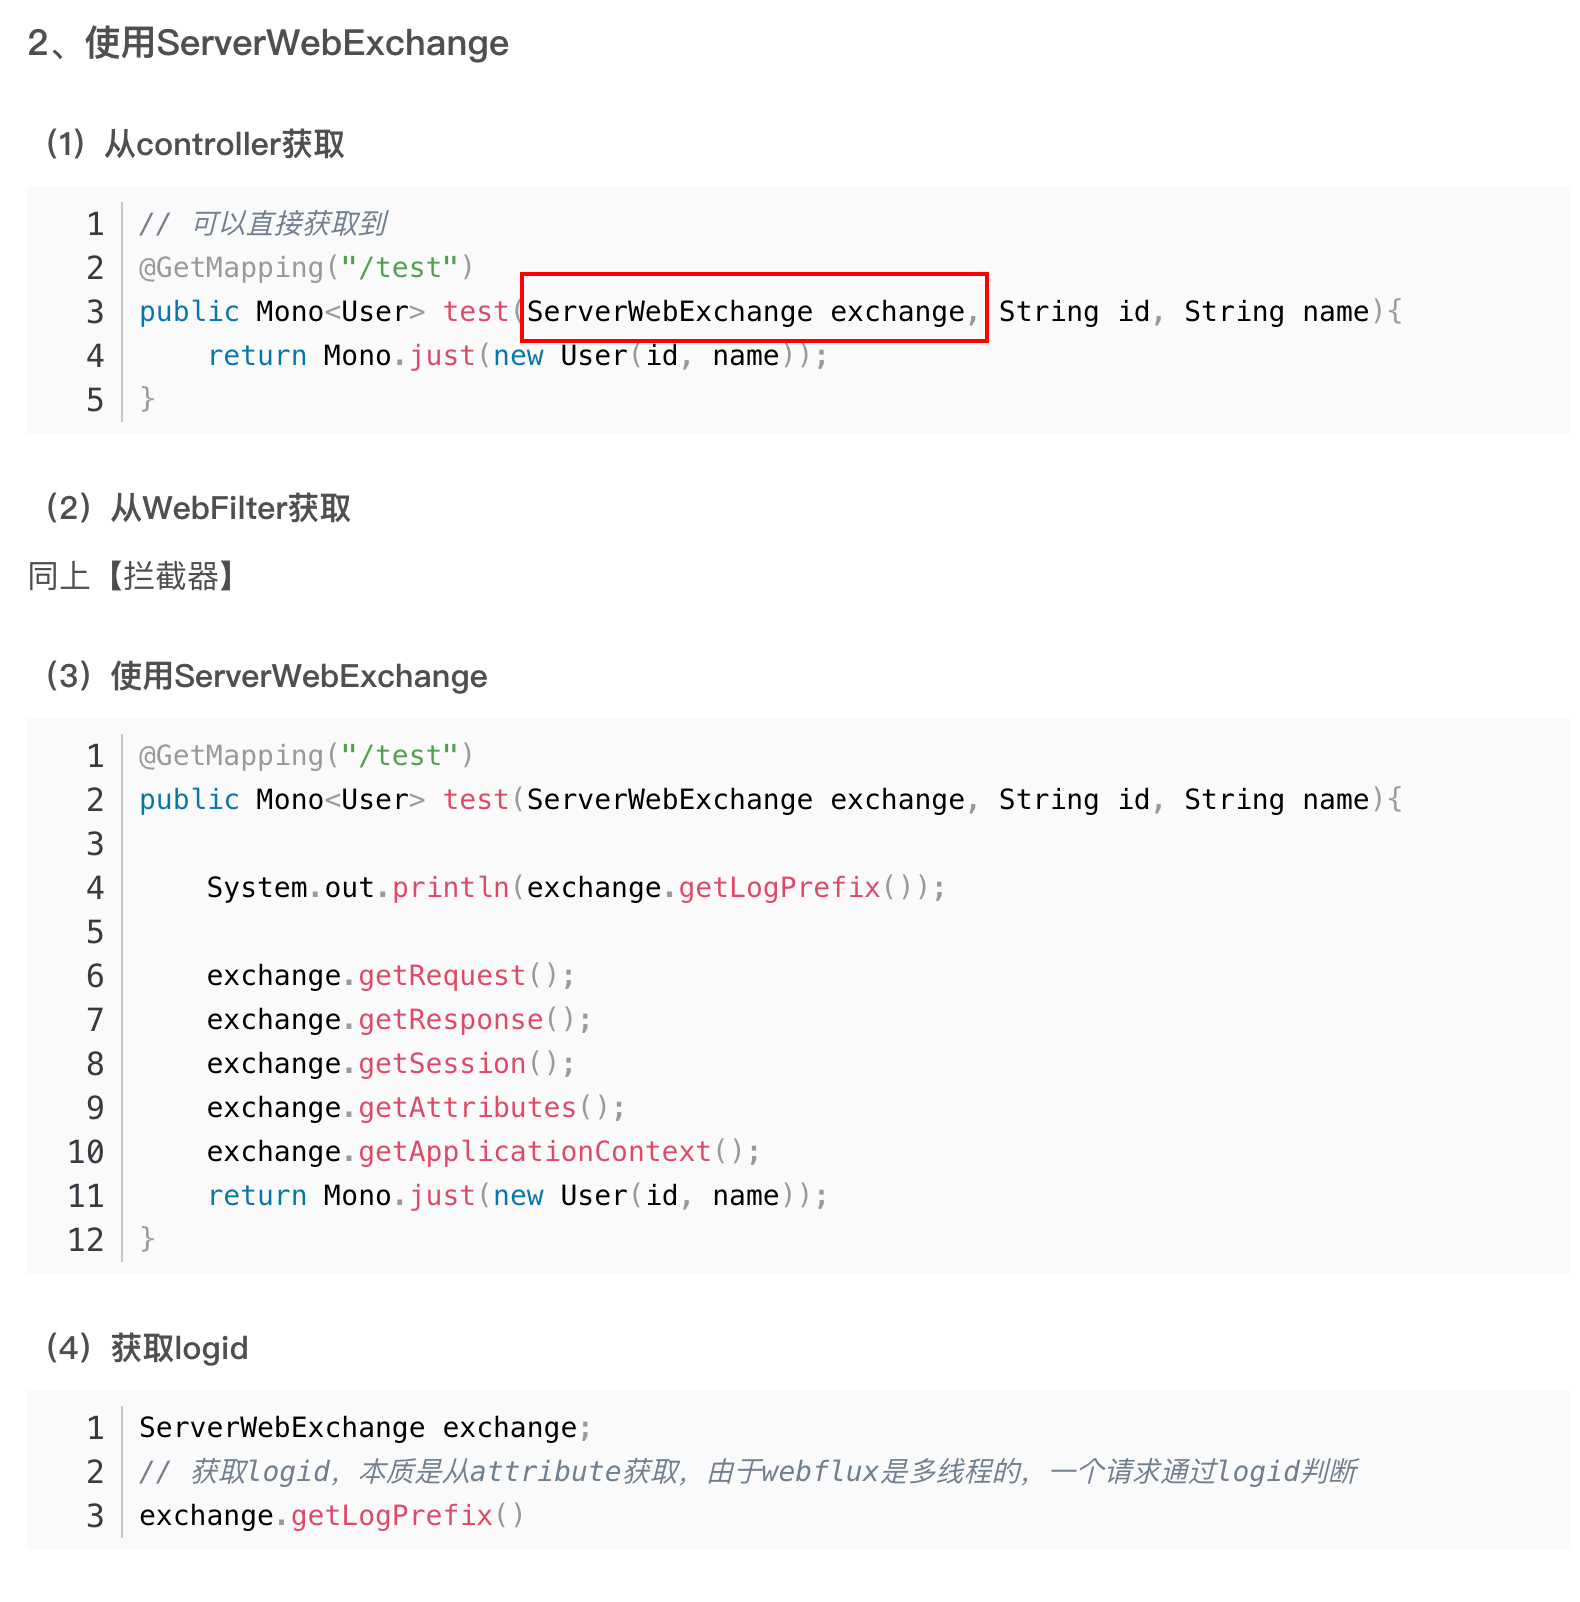 2、使用ServerWebExchange
（1）从controller获取
1 // 可以直接获取到
2 @GetMapping("/test")
3 public Mono<User> test(ServerWebExchange exchange, String id, String name){
4     return Mono.just(new User(id, name));
5 }
（2）从WebFilter获取
同上【拦截器】
（3）使用ServerWebExchange
1 @GetMapping("/test")
2 public Mono<User> test(ServerWebExchange exchange, String id, String name){
3
4     System.out.println(exchange.getLogPrefix());
5
6     exchange.getRequest();
7     exchange.getResponse();
8     exchange.getSession();
9     exchange.getAttributes();
10     exchange.getApplicationContext();
11     return Mono.just(new User(id, name));
12 }
（4）获取logid
1 ServerWebExchange exchange;
2 // 获取logid，本质是从attribute获取，由于webflux是多线程的，一个请求通过logid判断
3 exchange.getLogPrefix()